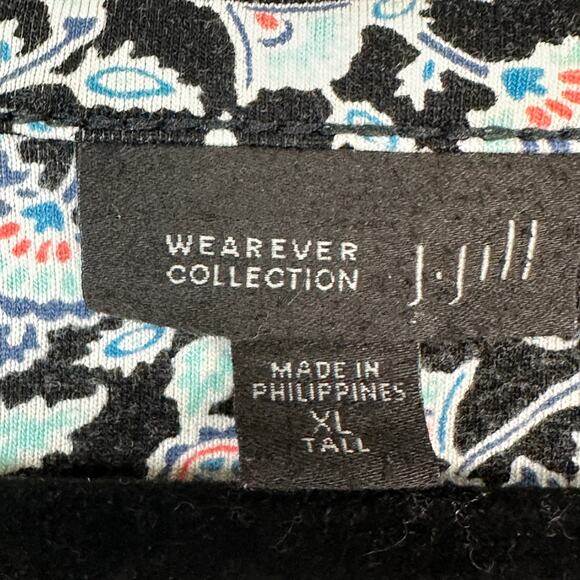 WEAREVER
COLLECTION
J.Jill
MADE IN
PHILIPPINES
XL
TALL